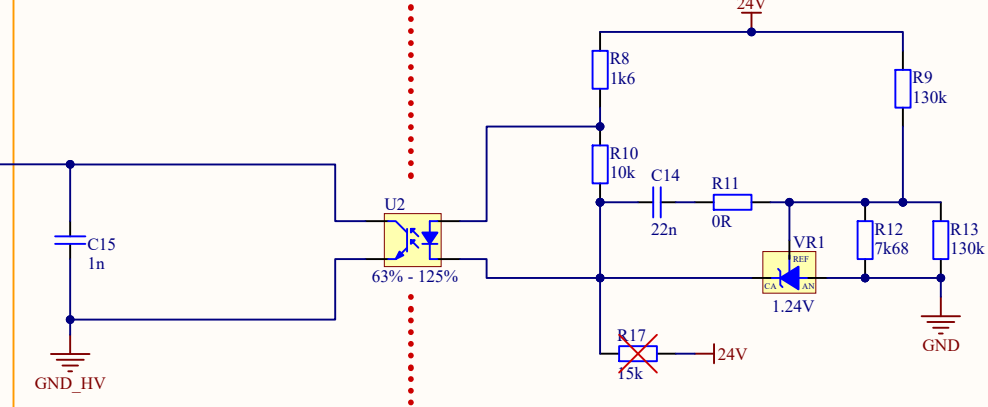 24V
R8
1k6
R9
130k
R10
10k
C14
22n
R11
0R
U2
63% - 125%
C15
1n
R12
7k68
R13
130k
VR1
REF
CA
AN
1.24V
R17
15k
24V
GND
GND_HV